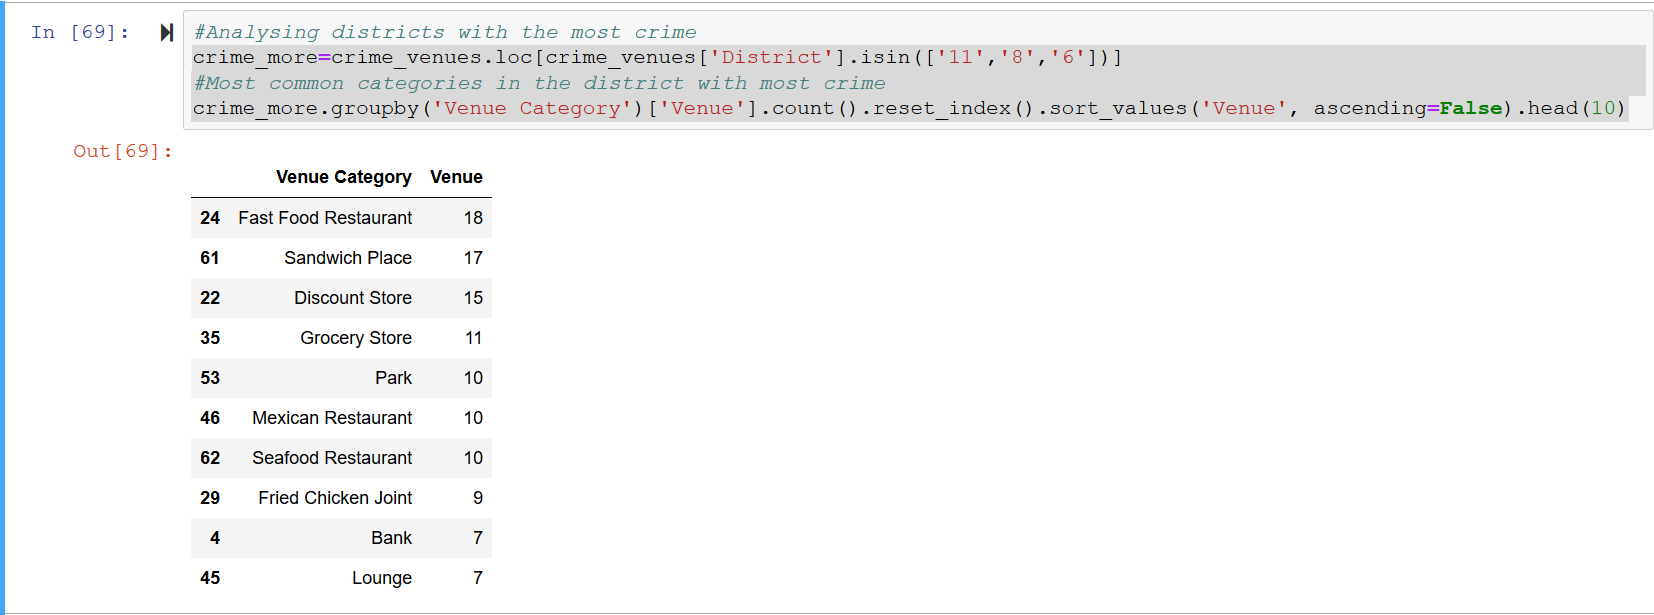 In [69]:
#Analysing districts with the most crime
crime_more=crime_venues.loc[crime_venues['District'].isin(['11','8','6'])]
#Most common categories in the district with most crime
crime_more.groupby('Venue Category')['Venue'].count().reset_index().sort_values('Venue', ascending=False).head(10)
Out[69]:
Venue Category Venue
24 Fast Food Restaurant 18
61 Sandwich Place 17
22 Discount Store 15
35 Grocery Store 11
53 Park 10
46 Mexican Restaurant 10
62 Seafood Restaurant 10
29 Fried Chicken Joint 9
4 Bank 7
45 Lounge 7